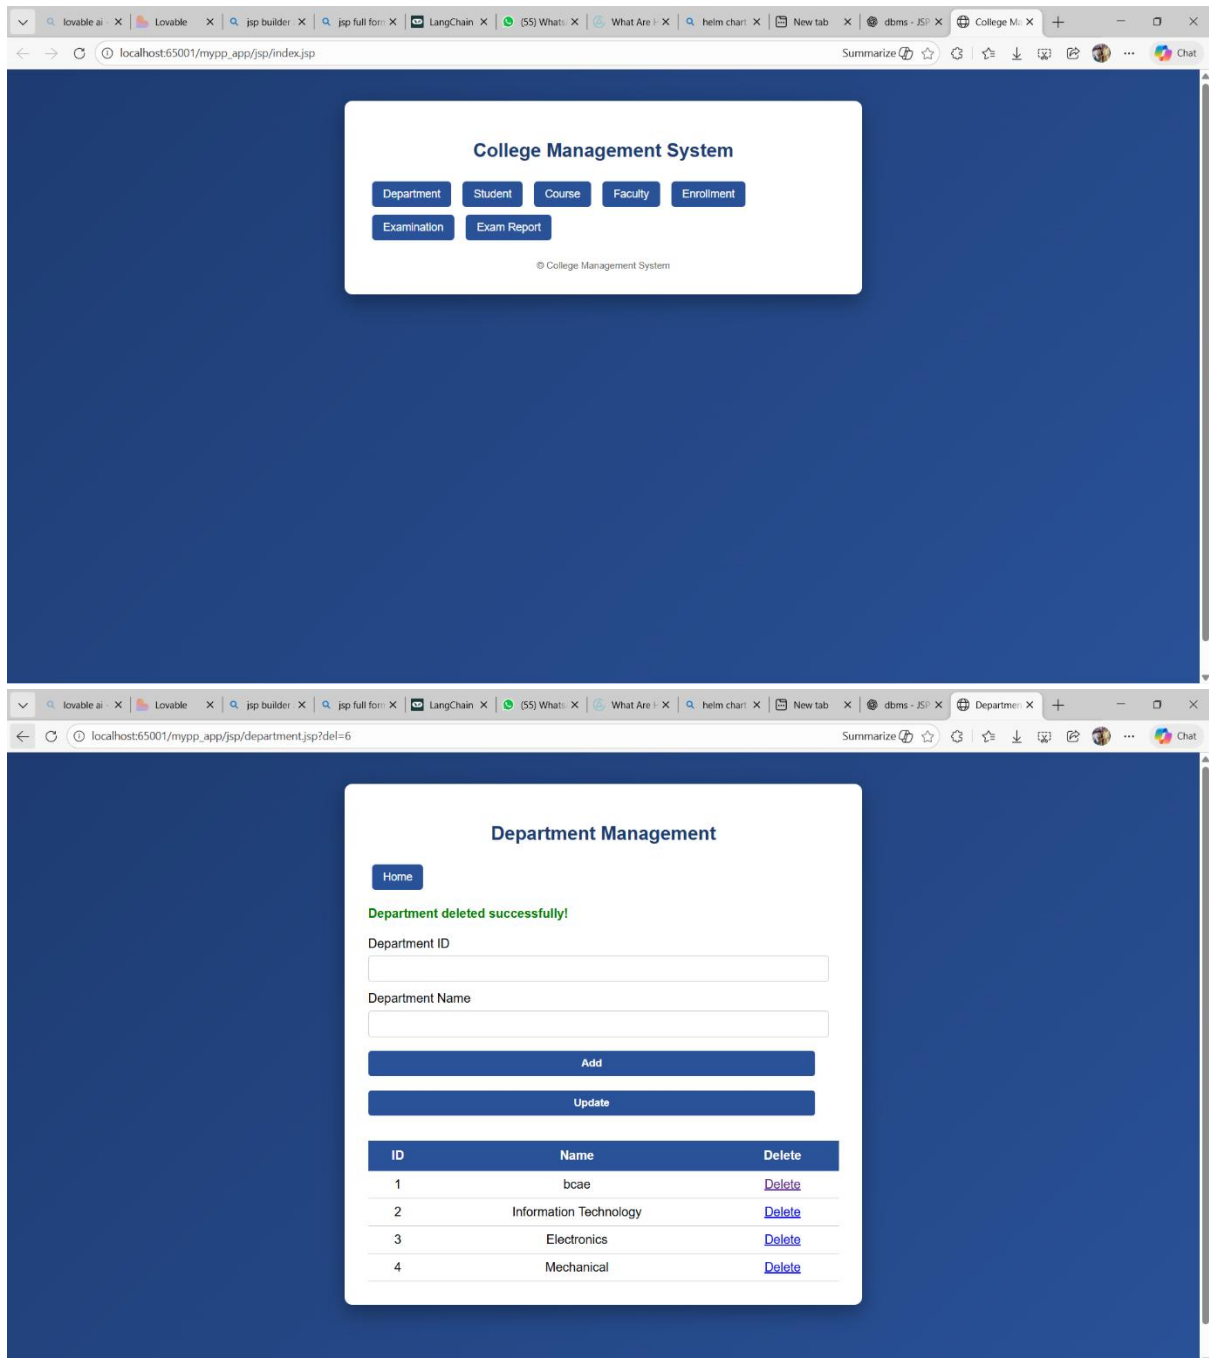 lovable ai - Lovable jsp builder jsp full form LangChain (55) Whats What Are H helm chart New tab dbms - JSP College Ma
localhost:65001/mypp_app/jsp/index.jsp Summarize Chat
College Management System
Department Student Course Faculty Enrollment
Examination Exam Report
© College Management System
lovable ai - Lovable jsp builder jsp full form LangChain (55) Whats What Are H helm chart New tab dbms - JSP Departmen
localhost:65001/mypp_app/jsp/department.jsp?del=6 Summarize Chat
Department Management
Home
Department deleted successfully!
Department ID
Department Name
Add
Update
ID Name Delete
1 bcae Delete
2 Information Technology Delete
3 Electronics Delete
4 Mechanical Delete